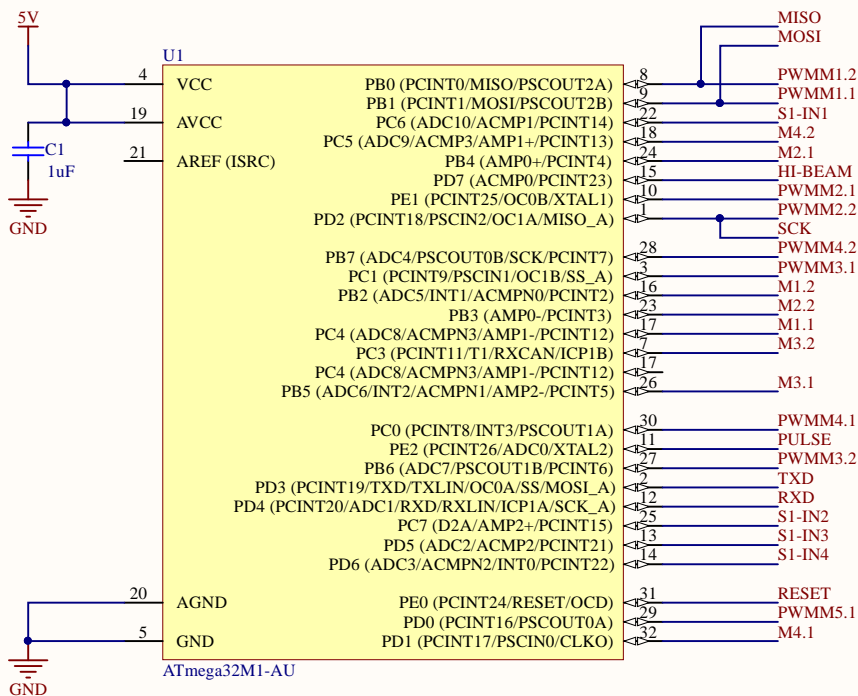 5V
MISO
MOSI
U1
4 VCC PB0 (PCINT0/MISO/PSCOUT2A) 8 PWMM1.2
PB1 (PCINT1/MOSI/PSCOUT2B) 9 PWMM1.1
19 AVCC PC6 (ADC10/ACMP1/PCINT14) 22 S1-IN1
C1 PC5 (ADC9/ACMP3/AMP1+/PCINT13) 18 M4.2
1uF 21 AREF (ISRC) PB4 (AMP0+/PCINT4) 24 M2.1
PD7 (ACMP0/PCINT23) 15 HI-BEAM
PE1 (PCINT25/OC0B/XTAL1) 10 PWMM2.1
GND PD2 (PCINT18/PSCIN2/OC1A/MISO_A) 1 PWMM2.2
SCK
PB7 (ADC4/PSCOUT0B/SCK/PCINT7) 28 PWMM4.2
PC1 (PCINT9/PSCIN1/OC1B/SS_A) 3 PWMM3.1
PB2 (ADC5/INT1/ACMPN0/PCINT2) 16 M1.2
PB3 (AMP0-/PCINT3) 23 M2.2
PC4 (ADC8/ACMPN3/AMP1-/PCINT12) 17 M1.1
PC3 (PCINT11/T1/RXCAN/ICP1B) 7 M3.2
PC4 (ADC8/ACMPN3/AMP1-/PCINT12) 17
PB5 (ADC6/INT2/ACMPN1/AMP2-/PCINT5) 26 M3.1
PC0 (PCINT8/INT3/PSCOUT1A) 30 PWMM4.1
PE2 (PCINT26/ADC0/XTAL2) 11 PULSE
PB6 (ADC7/PSCOUT1B/PCINT6) 27 PWMM3.2
PD3 (PCINT19/TXD/TXLIN/OC0A/SS/MOSI_A) 2 TXD
PD4 (PCINT20/ADC1/RXD/RXLIN/ICP1A/SCK_A) 12 RXD
PC7 (D2A/AMP2+/PCINT15) 25 S1-IN2
PD5 (ADC2/ACMP2/PCINT21) 13 S1-IN3
PD6 (ADC3/ACMPN2/INT0/PCINT22) 14 S1-IN4
20 AGND PE0 (PCINT24/RESET/OCD) 31 RESET
PD0 (PCINT16/PSCOUT0A) 29 PWMM5.1
5 GND PD1 (PCINT17/PSCIN0/CLKO) 32 M4.1
ATmega32M1-AU
GND